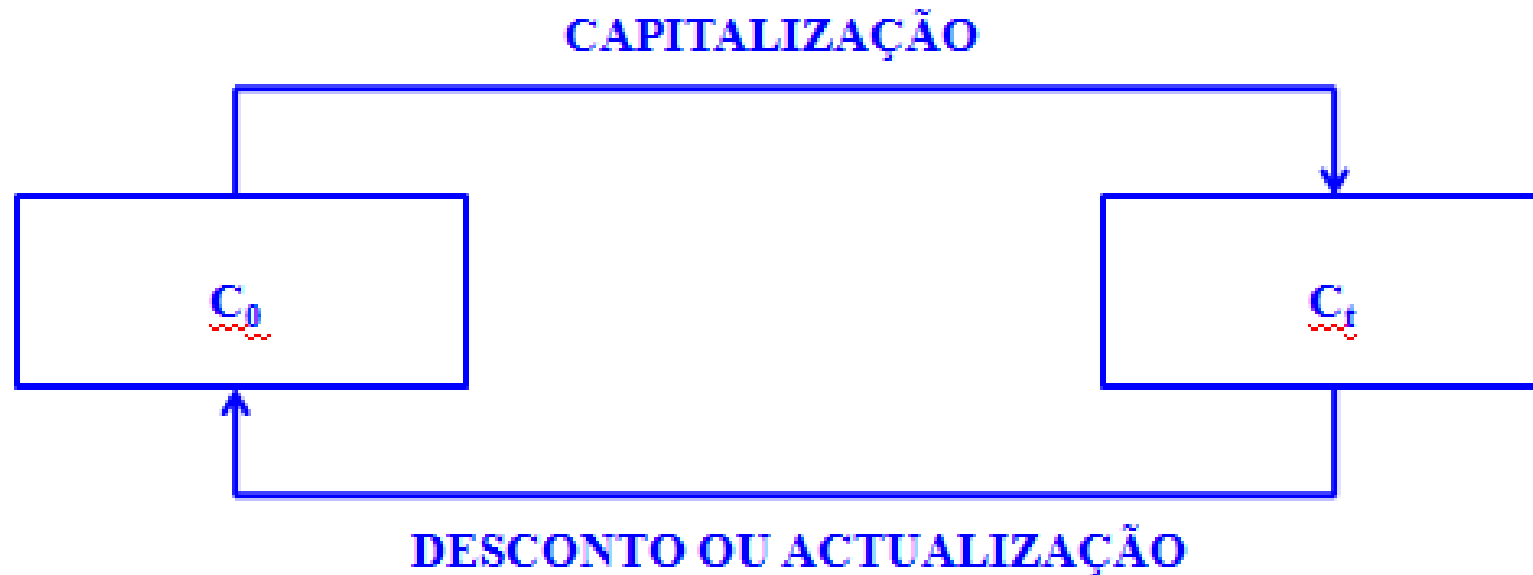 CAPITALIZAÇÃO
C₀ Cₜ
DESCONTO OU ACTUALIZAÇÃO